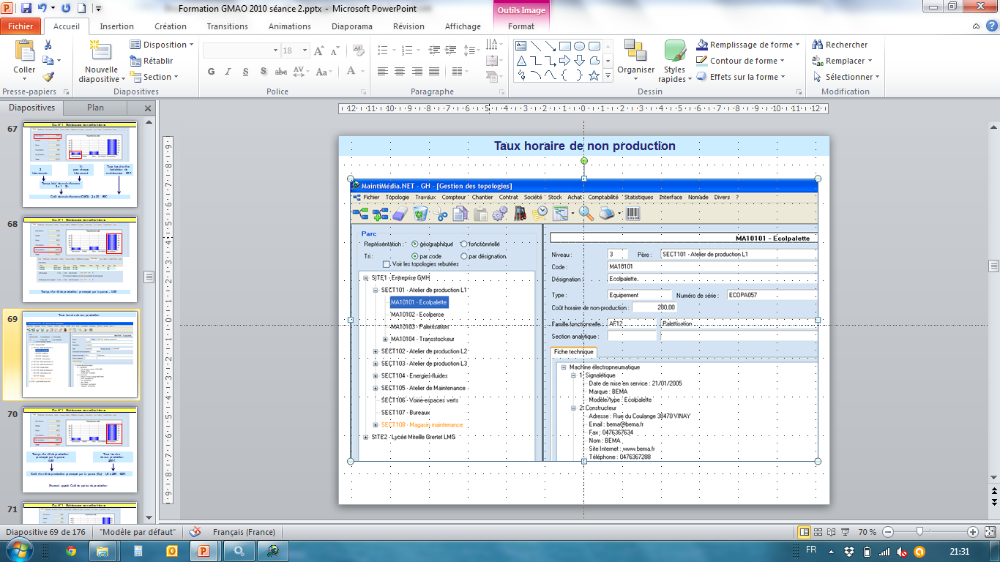 Formation GMAO 2010 séance 2.pptx - Microsoft PowerPoint
Outils Image
Fichier Accueil Insertion Création Transitions Animations Diaporama Révision Affichage Format
Coller
Presse-papiers
Nouvelle diapositive
Disposition
Rétablir
Section
Diapositives
18
G I S S abc AV Aa A
Police
Paragraphe
Organiser
Styles rapides
Remplissage de forme
Contour de forme
Effets sur la forme
Dessin
Rechercher
Remplacer
Sélectionner
Modification
Diapositives Plan
67
68
69
70
71
Taux horaire de non production
MaintiMédia.NET - GH - [Gestion des topologies]
Fichier Topologie Travaux Compteur Chantier Contrat Société Stock Achat Comptabilité Statistiques Interface Nomade Divers ?
Parc
Représentation : géographique fonctionnelle
Tri : par code par désignation
Voir les topologies rebutées
SITE1 - Entreprise GMH
SECT101 - Atelier de production L1
MA10101 - Ecolpalette
MA10102 - Ecolperce
MA10103 - Palettisation
MA10104 - Transstockeur
SECT102 - Atelier de production L2
SECT103 - Atelier de production L3
SECT104 - Energies-fluides
SECT105 - Atelier de Maintenance
SECT106 - Voirie-espaces verts
SECT107 - Bureaux
SECT108 - Magasin maintenance
SITE2 - Lycée Mireille Grenet LMG
MA10101 - Ecolpalette
Niveau : 3 Père : SECT101 - Atelier de production L1
Code : MA10101
Désignation : Ecolpalette
Type : Equipement Numéro de série : ECOPA057
Coût horaire de non-production : 280,00
Famille fonctionnelle : AF12 Palettisation
Section analytique :
Fiche technique
Machine électropneumatique
1 Signalétique
Date de mise en service : 21/01/2005
Marque : BEMA
Modèle/type : Ecolpalette
2 Constructeur
Adresse : Rue du Coulange 38470 VINAY
Email : bema@bema.fr
Fax : 0476367634
Nom : BEMA
Site Internet : www.bema.fr
Téléphone : 0476367288
Diapositive 69 de 176 "Modèle par défaut" Français (France) 70 %
FR 21:31